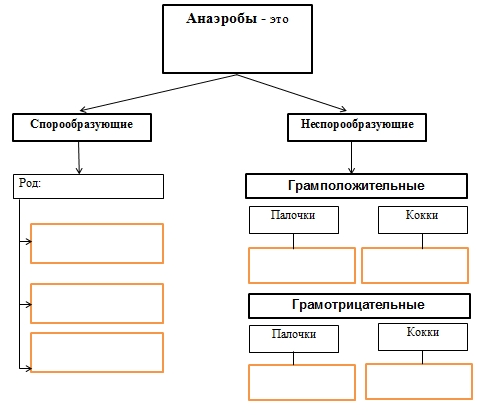 Анаэробы - это
Спорообразующие
Неспорообразующие
Род:
Грамположительные
Палочки
Кокки
Грамотрицательные
Палочки
Кокки